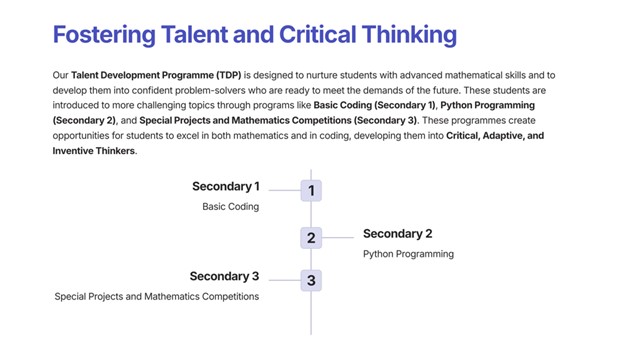 Fostering Talent and Critical Thinking
Our Talent Development Programme (TDP) is designed to nurture students with advanced mathematical skills and to
develop them into confident problem-solvers who are ready to meet the demands of the future. These students are
introduced to more challenging topics through programs like Basic Coding (Secondary 1), Python Programming
(Secondary 2), and Special Projects and Mathematics Competitions (Secondary 3). These programmes create
opportunities for students to excel in both mathematics and in coding, developing them into Critical, Adaptive, and
Inventive Thinkers.
Secondary 1
1
Basic Coding
2
Secondary 2
Python Programming
Secondary 3
3
Special Projects and Mathematics Competitions